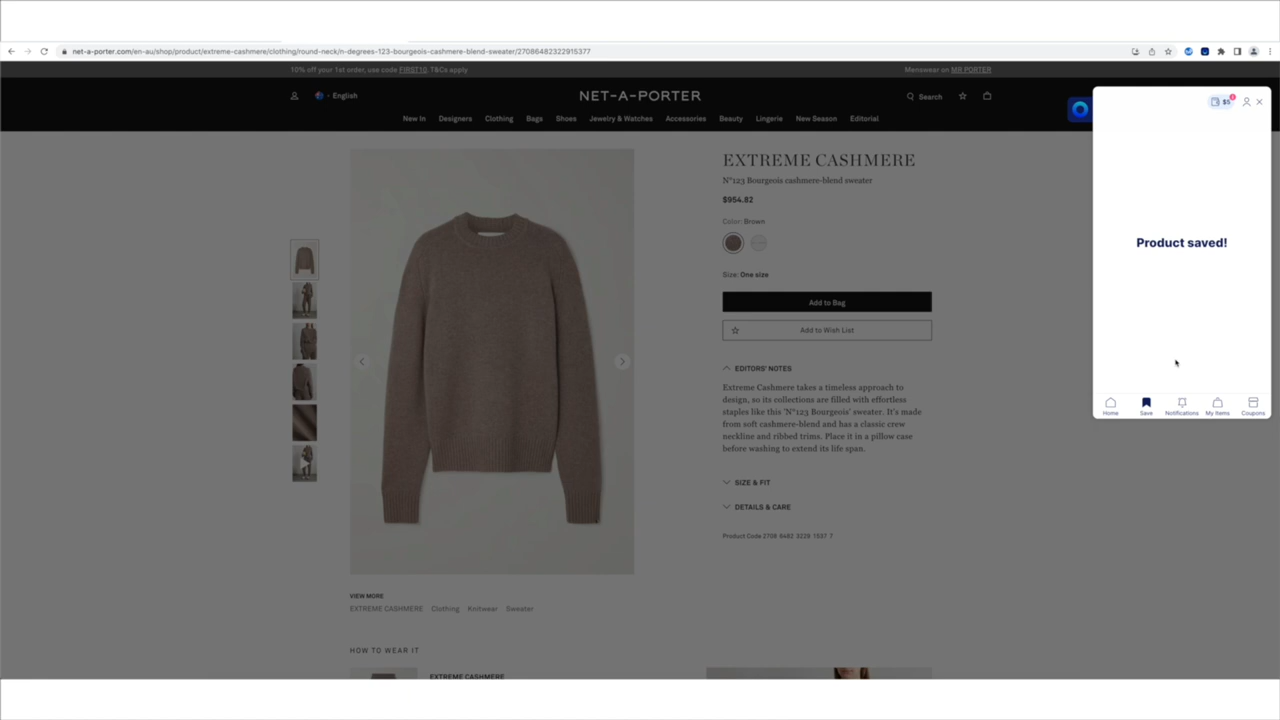 net-a-porter.com/en-au/shop/product/extreme-cashmere/clothing/round-neck/n-degrees-123-bourgeois-cashmere-blend-sweater/27086482322915377
10% off your 1st order, use code FIRST10. T&Cs apply
Menswear on MR PORTER
English
NET-A-PORTER
Search
New In
Designers
Clothing
Bags
Shoes
Jewelry & Watches
Accessories
Beauty
Lingerie
New Season
Editorial
$5
EXTREME CASHMERE
N°123 Bourgeois cashmere-blend sweater
$954.82
Color: Brown
Size: One size
Add to Bag
Add to Wish List
EDITORS' NOTES
Extreme Cashmere takes a timeless approach to
design, so its collections are filled with effortless
staples like this 'N°123 Bourgeois' sweater. It's made
from soft cashmere-blend and has a classic crew
neckline and ribbed trims. Place it in a pillow case
before washing to extend its life span.
SIZE & FIT
DETAILS & CARE
Product Code 2708 6482 3229 1537 7
Product saved!
Home
Save
Notifications
My Items
Coupons
VIEW MORE
EXTREME CASHMERE Clothing Knitwear Sweater
HOW TO WEAR IT
EXTREME CASHMERE